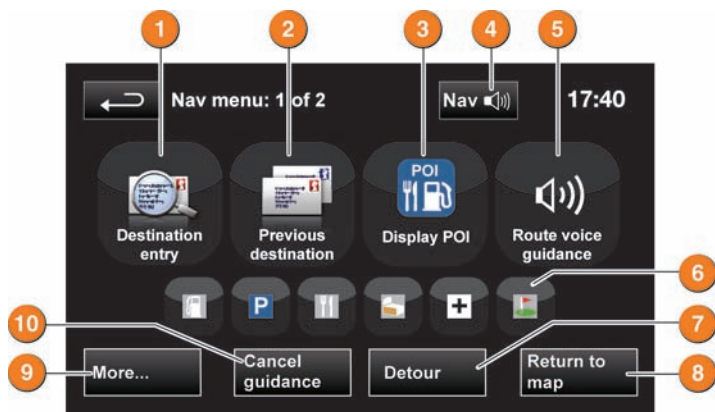 1
2
3
4
5
Nav menu: 1 of 2
Nav
17:40
POI
Destination
entry
Previous
destination
Display POI
Route voice
guidance
6
P
10
7
9
More...
Cancel
guidance
Detour
Return to
map
8